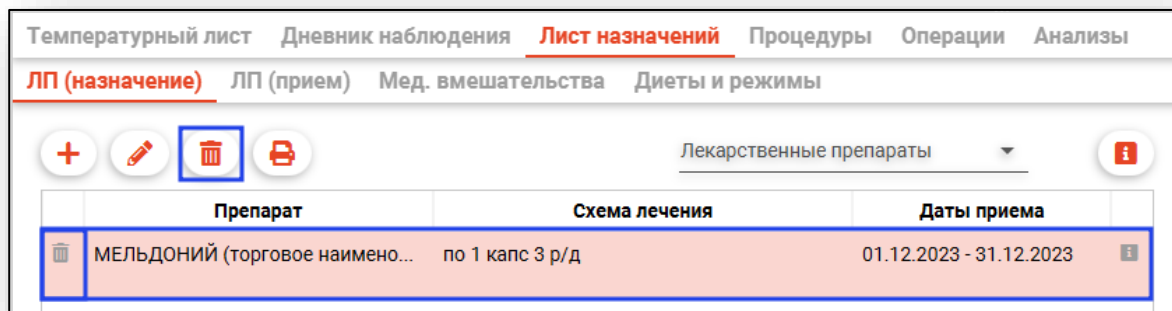 Температурный лист Дневник наблюдения Лист назначений Процедуры Операции Анализы
ЛП (назначение) ЛП (прием) Мед. вмешательства Диеты и режимы
Лекарственные препараты
Препарат Схема лечения Даты приема
МЕЛЬДОНИЙ (торговое наимено... по 1 капс 3 р/д 01.12.2023 - 31.12.2023